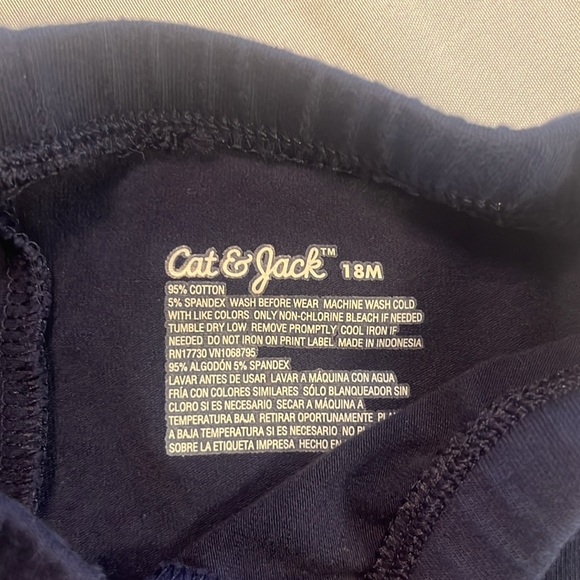 Cat & Jack™ 18M
95% COTTON
5% SPANDEX WASH BEFORE WEAR MACHINE WASH COLD
WITH LIKE COLORS ONLY NON-CHLORINE BLEACH IF NEEDED
TUMBLE DRY LOW REMOVE PROMPTLY COOL IRON IF
NEEDED DO NOT IRON ON PRINT LABEL MADE IN INDONESIA
RN17730 VN1068795
95% ALGODÓN 5% SPANDEX
LAVAR ANTES DE USAR LAVAR A MÁQUINA CON AGUA
FRÍA CON COLORES SIMILARES SÓLO BLANQUEADOR SIN
CLORO SI ES NECESARIO SECAR A MÁQUINA A
TEMPERATURA BAJA RETIRAR OPORTUNAMENTE
A BAJA TEMPERATURA SI ES NECESARIO NO
SOBRE LA ETIQUETA IMPRESA HECHO EN